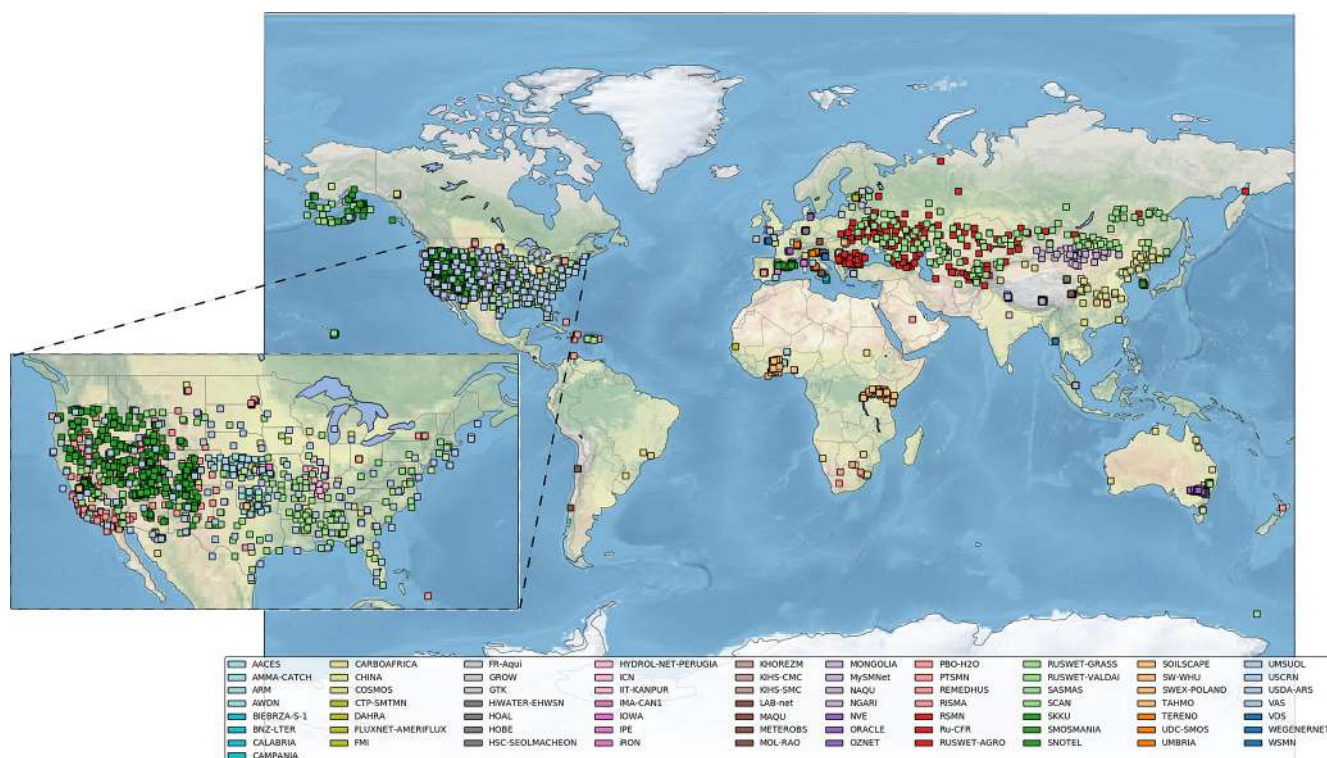 AACES CARBOAFRICA FR-Aqui HYDROL-NET-PERUGIA KHOREZM MONGOLIA PBO-H2O RUSWET-GRASS SOILSCAPE UMSUOL
AMMA-CATCH CHINA GROW ICN KIHS-CMC MySMNet PTSMN RUSWET-VALDAI SW-WHU USCRN
ARM COSMOS GTK IIT-KANPUR KIHS-SMC NAQU REMEDHUS SASMAS SWEX-POLAND USDA-ARS
AWDN CTP-SMTMN HWATER-EHWSN IMA-CAN1 LAB-net NGARI RISMA SCAN TAHMO VAS
BIEBRZA-S-1 DAHRA HOAL IOWA MAQU NVE RSMN SKKU TERENO VDS
BNZ-LTER FLUXNET-AMERIFLUX HOBE IPE METEROBS ORACLE Ru-CFR SMOSMANIA UDC-SMOS WEGENERNET
CALABRIA FMI HSC-SEOLMACHEON iRON MOL-RAO OZNET RUSWET-AGRO SNOTEL UMBRIA WSMN
CAMPANIA